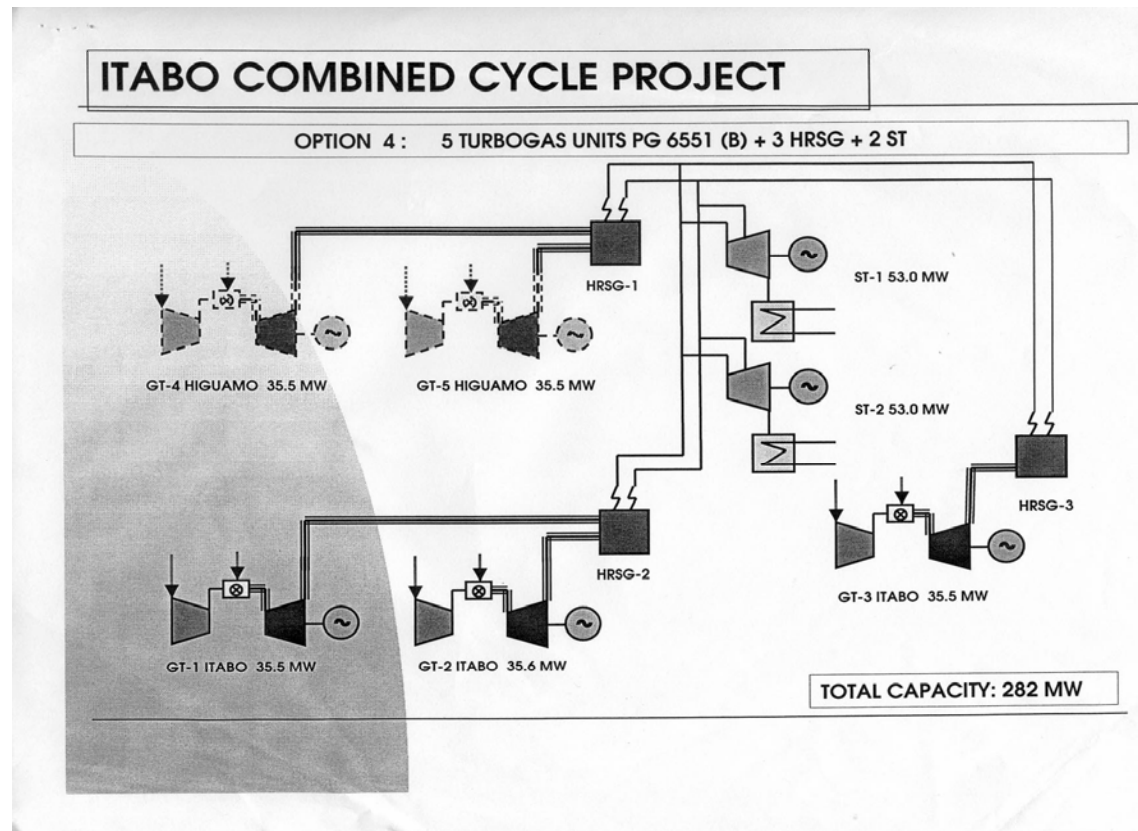 ITABO COMBINED CYCLE PROJECT
OPTION 4 : 5 TURBOGAS UNITS PG 6551 (B) + 3 HRSG + 2 ST
HRSG-1
ST-1 53.0 MW
GT-4 HIGUAMO 35.5 MW
GT-5 HIGUAMO 35.5 MW
ST-2 53.0 MW
HRSG-3
HRSG-2
GT-3 ITABO 35.5 MW
GT-1 ITABO 35.5 MW
GT-2 ITABO 35.6 MW
TOTAL CAPACITY: 282 MW